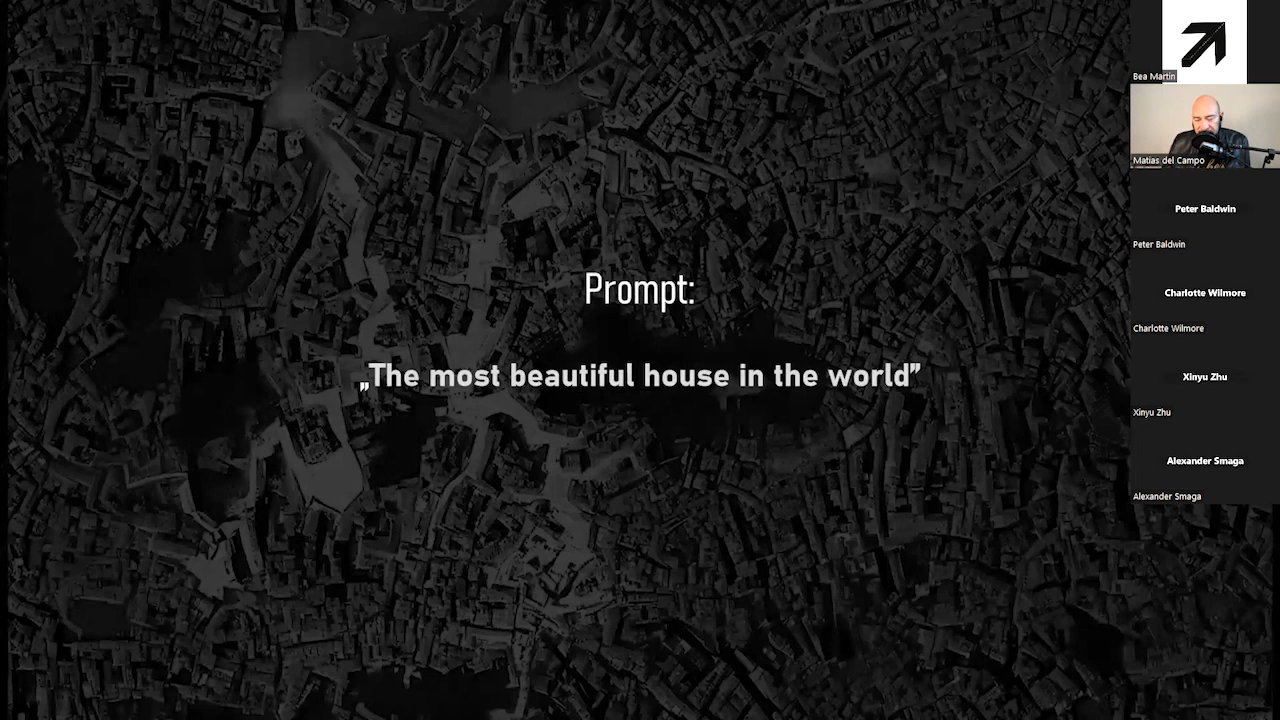 Prompt:
„The most beautiful house in the world”
Bea Martin
Matias del Campo
Peter Baldwin
Peter Baldwin
Charlotte Wilmore
Charlotte Wilmore
Xinyu Zhu
Xinyu Zhu
Alexander Smaga
Alexander Smaga